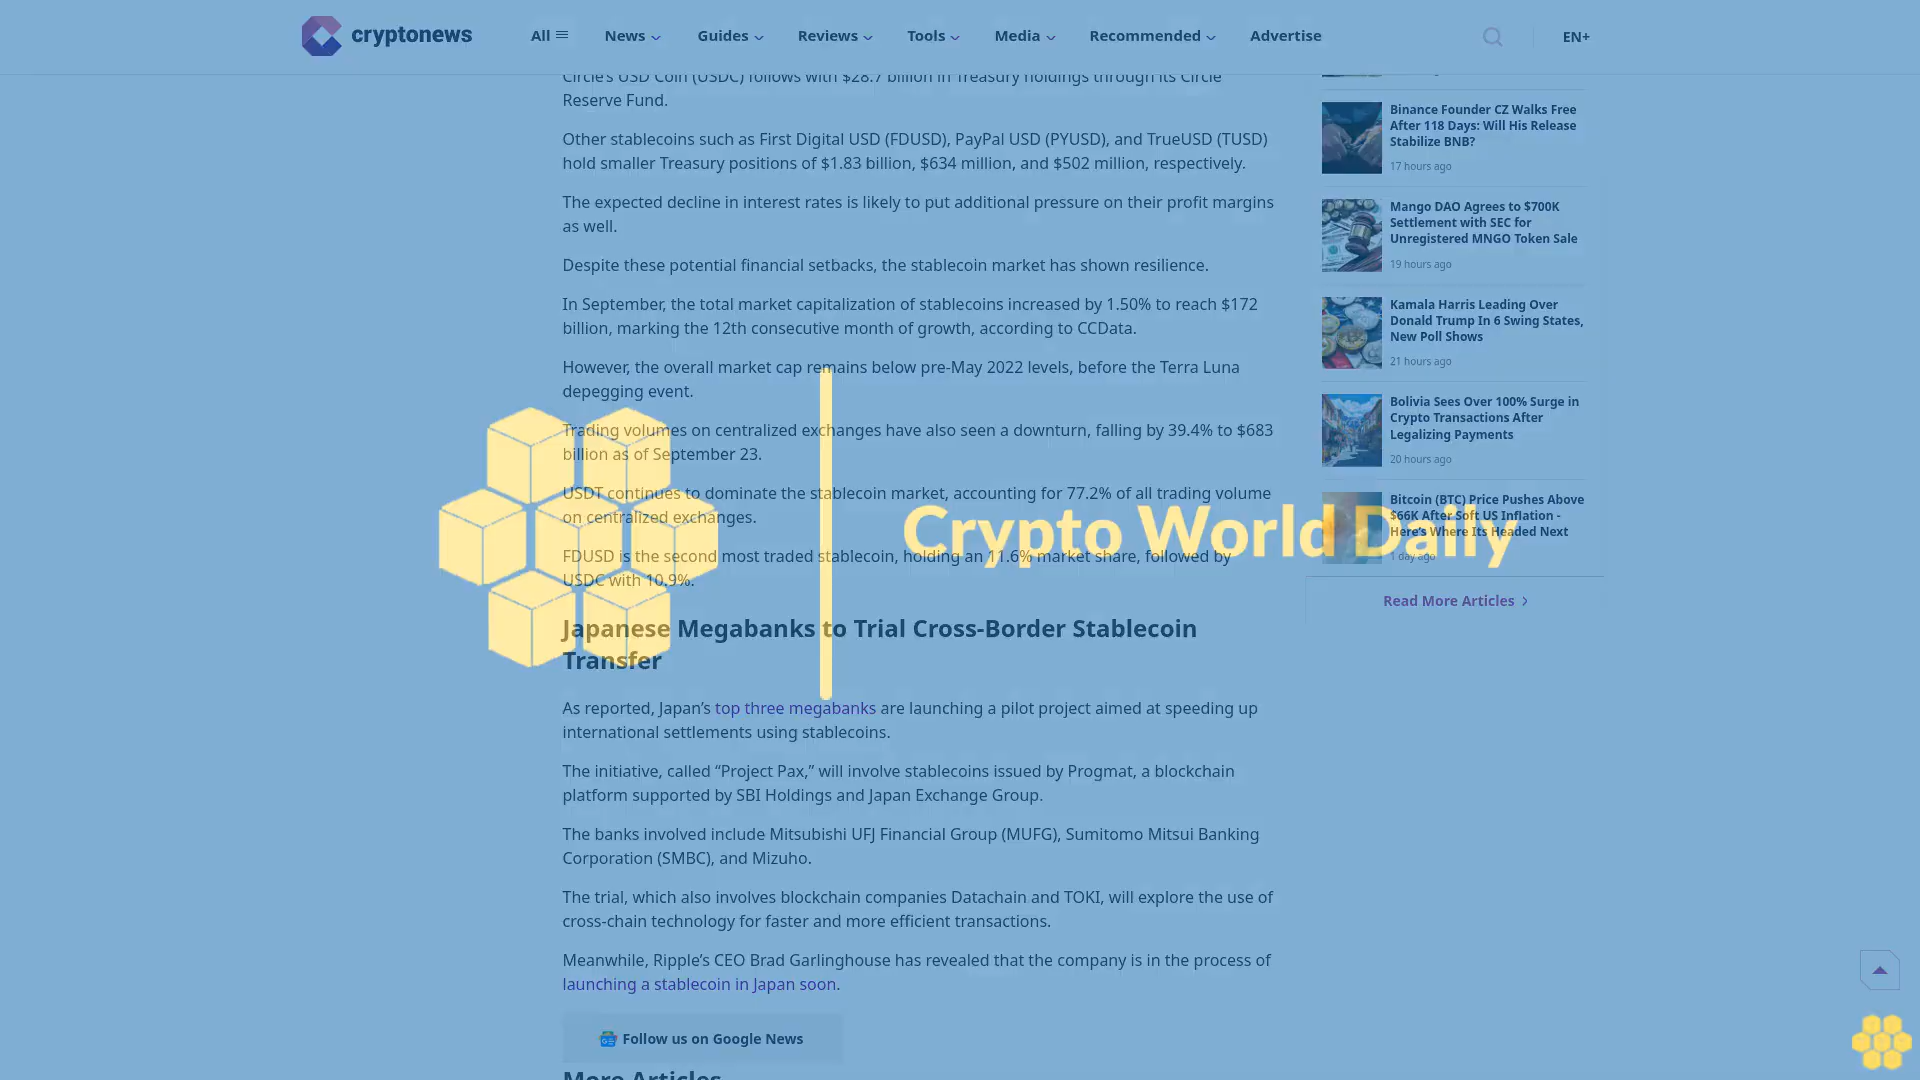 cryptonews
All
News
Guides
Reviews
Tools
Media
Recommended
Advertise
EN+
Circle's USD Coin (USDC) follows with $28.7 billion in Treasury holdings through its Circle
Reserve Fund.
Other stablecoins such as First Digital USD (FDUSD), PayPal USD (PYUSD), and TrueUSD (TUSD)
hold smaller Treasury positions of $1.83 billion, $634 million, and $502 million, respectively.
The expected decline in interest rates is likely to put additional pressure on their profit margins
as well.
Despite these potential financial setbacks, the stablecoin market has shown resilience.
In September, the total market capitalization of stablecoins increased by 1.50% to reach $172
billion, marking the 12th consecutive month of growth, according to CCData.
However, the overall market cap remains below pre-May 2022 levels, before the Terra Luna
depegging event.
Trading volumes on centralized exchanges have also seen a downturn, falling by 39.4% to $683
billion as of September 23.
USDT continues to dominate the stablecoin market, accounting for 77.2% of all trading volume
on centralized exchanges.
FDUSD is the second most traded stablecoin, holding an 11.6% market share, followed by
USDC with 10.9%.
Japanese Megabanks to Trial Cross-Border Stablecoin
Transfer
As reported, Japan’s top three megabanks are launching a pilot project aimed at speeding up
international settlements using stablecoins.
The initiative, called “Project Pax,” will involve stablecoins issued by Progmat, a blockchain
platform supported by SBI Holdings and Japan Exchange Group.
The banks involved include Mitsubishi UFJ Financial Group (MUFG), Sumitomo Mitsui Banking
Corporation (SMBC), and Mizuho.
The trial, which also involves blockchain companies Datachain and TOKI, will explore the use of
cross-chain technology for faster and more efficient transactions.
Meanwhile, Ripple’s CEO Brad Garlinghouse has revealed that the company is in the process of
launching a stablecoin in Japan soon.
Follow us on Google News
More Articles
Binance Founder CZ Walks Free
After 118 Days: Will His Release
Stabilize BNB?
17 hours ago
Mango DAO Agrees to $700K
Settlement with SEC for
Unregistered MNGO Token Sale
19 hours ago
Kamala Harris Leading Over
Donald Trump In 6 Swing States,
New Poll Shows
21 hours ago
Bolivia Sees Over 100% Surge in
Crypto Transactions After
Legalizing Payments
20 hours ago
Bitcoin (BTC) Price Pushes Above
$66K After Soft US Inflation -
Here’s Where Its Headed Next
1 day ago
Read More Articles
Crypto World Daily